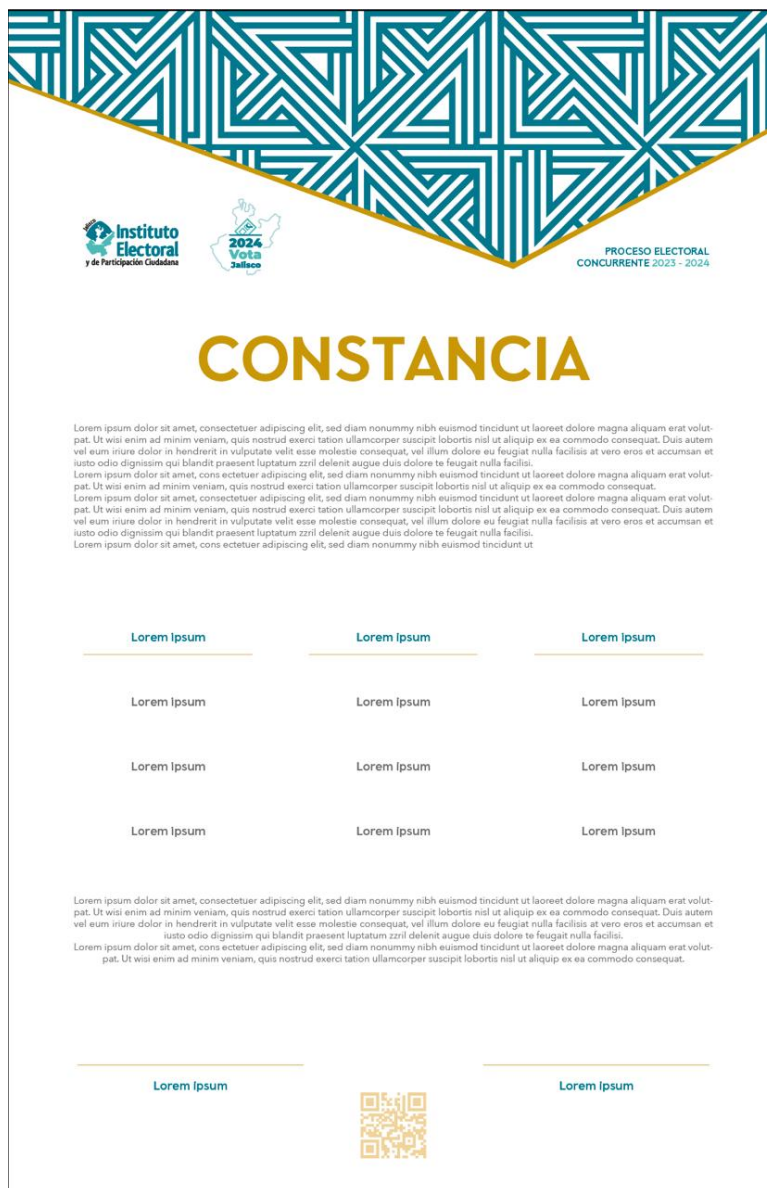 Jalisco
Instituto
Electoral
y de Participación Ciudadana
2024
Vota
Jalisco
PROCESO ELECTORAL
CONCURRENTE 2023 - 2024
CONSTANCIA
Lorem ipsum dolor sit amet, consectetuer adipiscing elit, sed diam nonummy nibh euismod tincidunt ut laoreet dolore magna aliquam erat volut-
pat. Ut wisi enim ad minim veniam, quis nostrud exerci tation ullamcorper suscipit lobortis nisl ut aliquip ex ea commodo consequat. Duis autem
vel eum iriure dolor in hendrerit in vulputate velit esse molestie consequat, vel illum dolore eu feugiat nulla facilisis at vero eros et accumsan et
iusto odio dignissim qui blandit praesent luptatum zzril delenit augue duis dolore te feugait nulla facilisi.
Lorem ipsum dolor sit amet, cons ectetuer adipiscing elit, sed diam nonummy nibh euismod tincidunt ut laoreet dolore magna aliquam erat volut-
pat. Ut wisi enim ad minim veniam, quis nostrud exerci tation ullamcorper suscipit lobortis nisl ut aliquip ex ea commodo consequat.
Lorem ipsum dolor sit amet, consectetuer adipiscing elit, sed diam nonummy nibh euismod tincidunt ut laoreet dolore magna aliquam erat volut-
pat. Ut wisi enim ad minim veniam, quis nostrud exerci tation ullamcorper suscipit lobortis nisl ut aliquip ex ea commodo consequat. Duis autem
vel eum iriure dolor in hendrerit in vulputate velit esse molestie consequat, vel illum dolore eu feugiat nulla facilisis at vero eros et accumsan et
iusto odio dignissim qui blandit praesent luptatum zzril delenit augue duis dolore te feugait nulla facilisi.
Lorem ipsum dolor sit amet, cons ectetuer adipiscing elit, sed diam nonummy nibh euismod tincidunt ut
Lorem Ipsum Lorem Ipsum Lorem Ipsum
Lorem Ipsum Lorem Ipsum Lorem Ipsum
Lorem Ipsum Lorem Ipsum Lorem Ipsum
Lorem Ipsum Lorem Ipsum Lorem Ipsum
Lorem ipsum dolor sit amet, consectetuer adipiscing elit, sed diam nonummy nibh euismod tincidunt ut laoreet dolore magna aliquam erat volut-
pat. Ut wisi enim ad minim veniam, quis nostrud exerci tation ullamcorper suscipit lobortis nisl ut aliquip ex ea commodo consequat. Duis autem
vel eum iriure dolor in hendrerit in vulputate velit esse molestie consequat, vel illum dolore eu feugiat nulla facilisis at vero eros et accumsan et
iusto odio dignissim qui blandit praesent luptatum zzril delenit augue duis dolore te feugait nulla facilisi.
Lorem ipsum dolor sit amet, cons ectetuer adipiscing elit, sed diam nonummy nibh euismod tincidunt ut laoreet dolore magna aliquam erat volut-
pat. Ut wisi enim ad minim veniam, quis nostrud exerci tation ullamcorper suscipit lobortis nisl ut aliquip ex ea commodo consequat.
Lorem Ipsum Lorem Ipsum